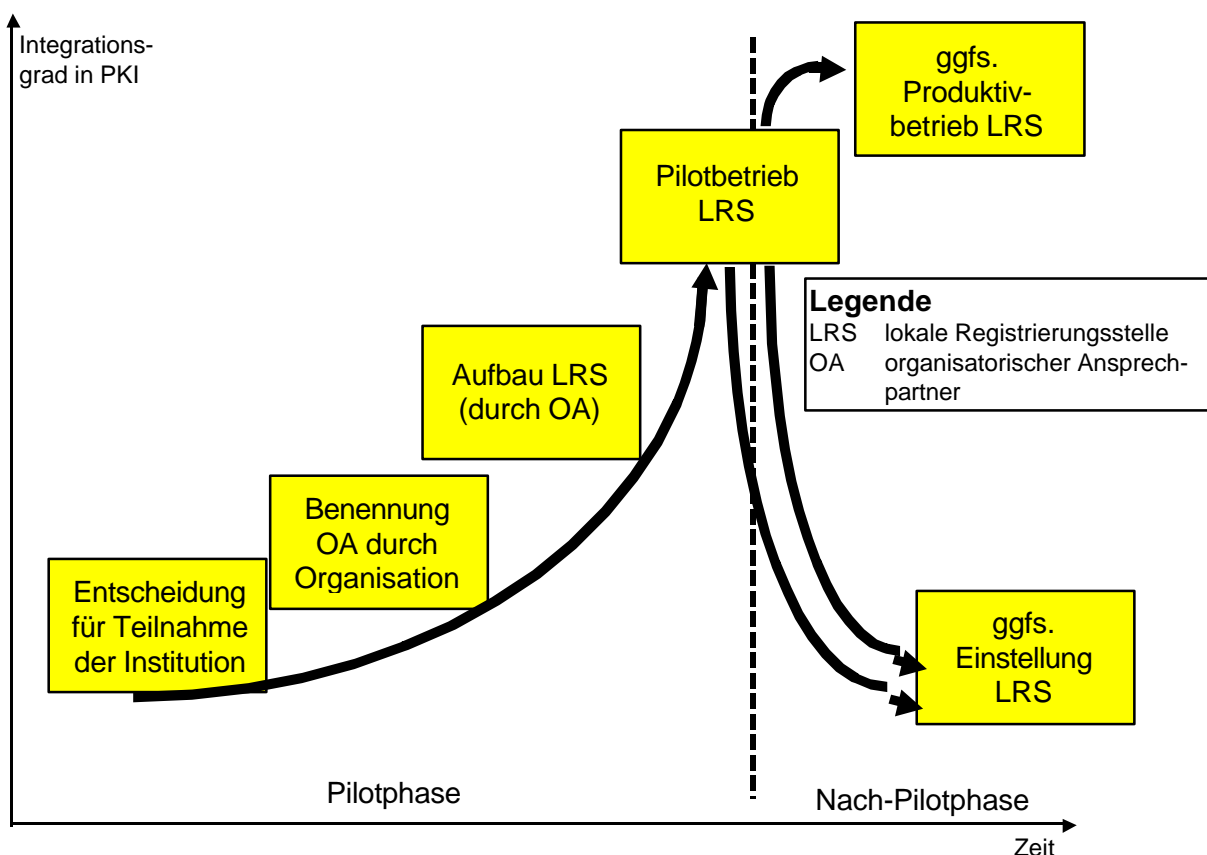 Integrations-
grad in PKI
ggfs.
Produktiv-
betrieb LRS
Pilotbetrieb
LRS
Legende
LRS lokale Registrierungsstelle
OA organisatorischer Ansprech-
partner
Aufbau LRS
(durch OA)
Benennung
OA durch
Organisation
Entscheidung
für Teilnahme
der Institution
ggfs.
Einstellung
LRS
Pilotphase
Nach-Pilotphase
Zeit